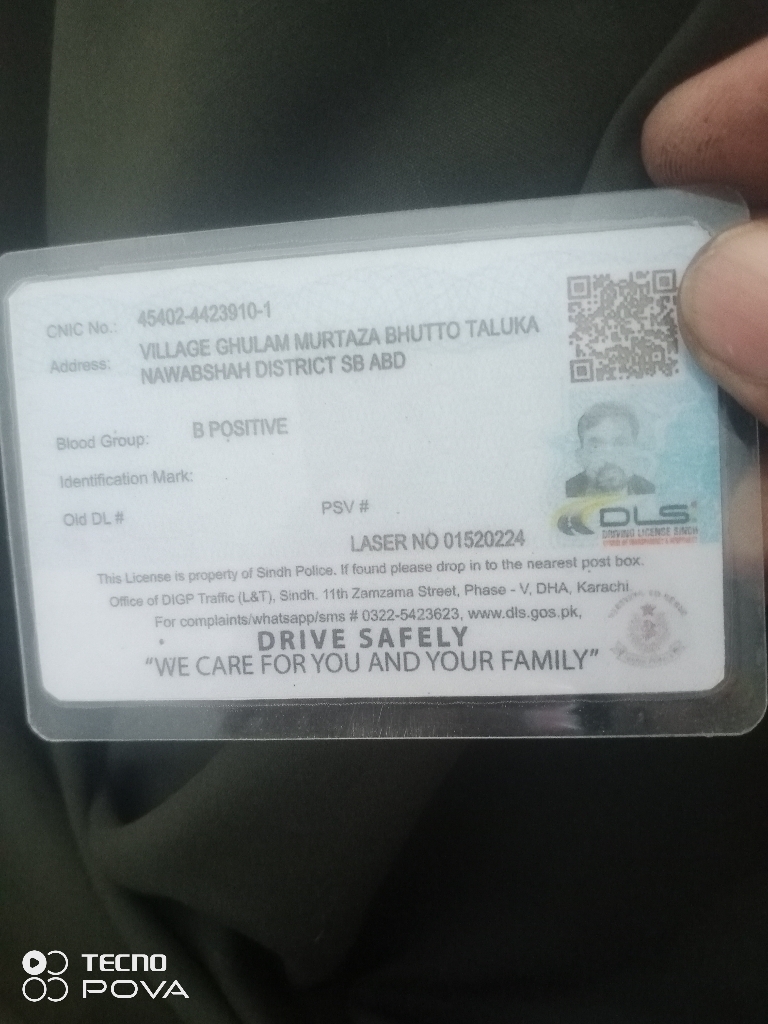 CNIC No.: 45402-4423910-1
Address: VILLAGE GHULAM MURTAZA BHUTTO TALUKA
NAWABSHAH DISTRICT SB ABD
Blood Group: B POSITIVE
Identification Mark:
Old DL # PSV #
DLS
DRIVING LICENSE SINDH
LASER NO 01520224
This License is property of Sindh Police. If found please drop in to the nearest post box.
Office of DIGP Traffic (L&T), Sindh. 11th Zamzama Street, Phase - V, DHA, Karachi.
For complaints/whatsapp/sms # 0322-5423623, www.dls.gos.pk,
DRIVE SAFELY
“WE CARE FOR YOU AND YOUR FAMILY”
TECNO
POVA